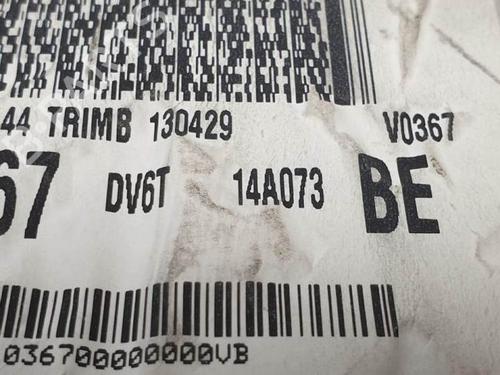 44 TRIMB 130429 V0367
67 DV6T 14A073 BE
036700000000VB